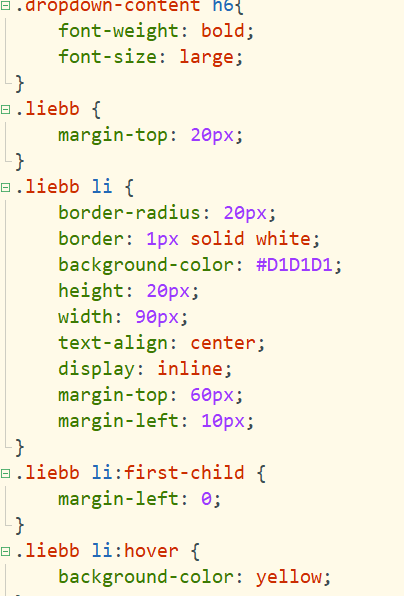 .dropdown-content h6{
    font-weight: bold;
    font-size: large;
}
.liebb {
    margin-top: 20px;
}
.liebb li {
    border-radius: 20px;
    border: 1px solid white;
    background-color: #D1D1D1;
    height: 20px;
    width: 90px;
    text-align: center;
    display: inline;
    margin-top: 60px;
    margin-left: 10px;
}
.liebb li:first-child {
    margin-left: 0;
}
.liebb li:hover {
    background-color: yellow;
}